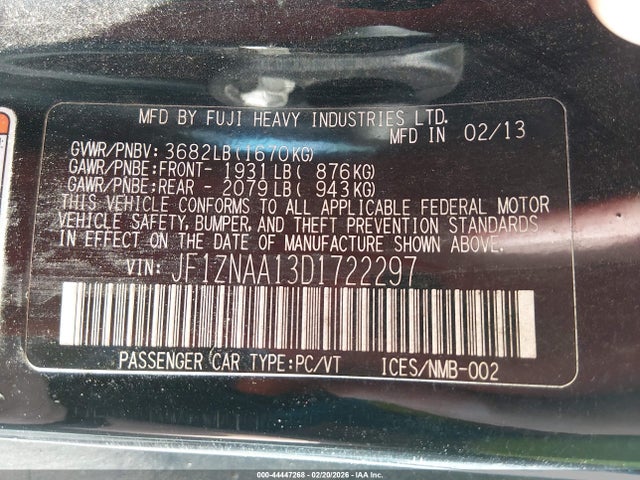 MFD BY FUJI HEAVY INDUSTRIES LTD.
MFD IN 02/13
GVWR/PNBV: 3682LB(1670KG)
GAWR/PNBE:FRONT- 1931LB( 876KG)
GAWR/PNBE:REAR - 2079LB( 943KG)
THIS VEHICLE CONFORMS TO ALL APPLICABLE FEDERAL MOTOR
VEHICLE SAFETY, BUMPER, AND THEFT PREVENTION STANDARDS
IN EFFECT ON THE DATE OF MANUFACTURE SHOWN ABOVE.
VIN: JF1ZNAA13D1722297
PASSENGER CAR TYPE:PC/VT ICES/NMB-002
000-44447268 - 02/20/2026 - IAA Inc.